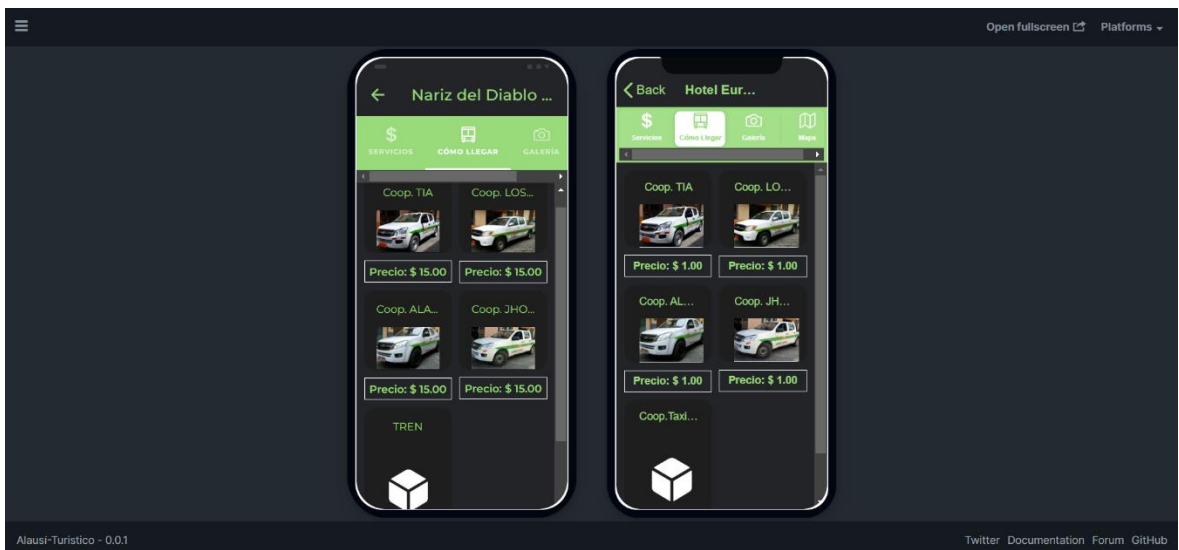 Open fullscreen Platforms
Nariz del Diablo ...
SERVICIOS CÓMO LLEGAR GALERÍA
Coop. TIA Coop. LOS...
Precio: $ 15.00 Precio: $ 15.00
Coop. ALA... Coop. JHO...
Precio: $ 15.00 Precio: $ 15.00
TREN
Back Hotel Eur...
Servicios Cómo Llegar Galería Mapa
Coop. TIA Coop. LO...
Precio: $ 1.00 Precio: $ 1.00
Coop. AL... Coop. JH...
Precio: $ 1.00 Precio: $ 1.00
Coop.Taxi...
Alausí-Turistico - 0.0.1
Twitter Documentation Forum GitHub